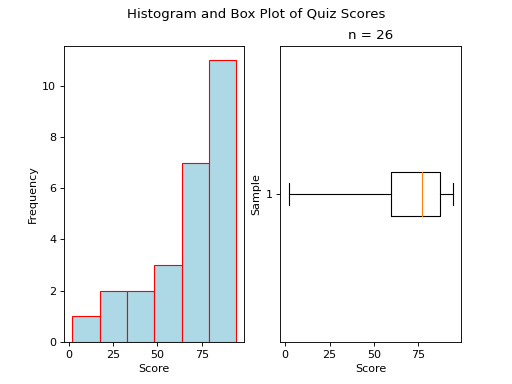 Histogram and Box Plot of Quiz Scores
10
8
6
4
2
0
Frequency
0 25 50 75
Score
n = 26
Sample
1
0 25 50 75
Score